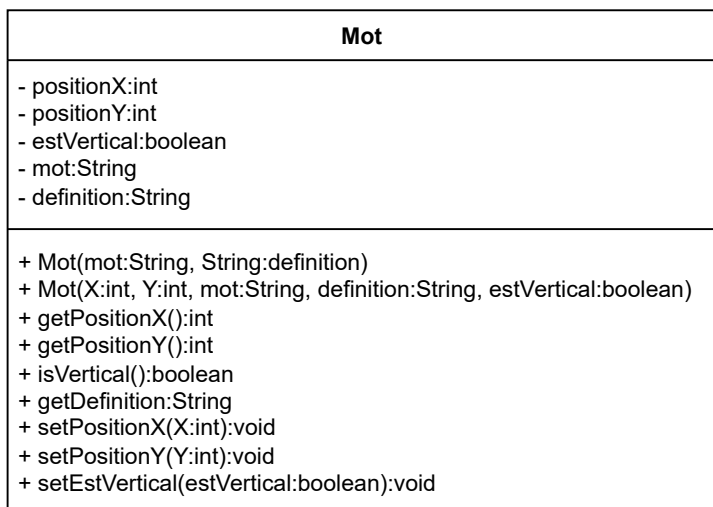 Mot
- positionX:int
- positionY:int
- estVertical:boolean
- mot:String
- definition:String
+ Mot(mot:String, String:definition)
+ Mot(X:int, Y:int, mot:String, definition:String, estVertical:boolean)
+ getPositionX():int
+ getPositionY():int
+ isVertical():boolean
+ getDefinition:String
+ setPositionX(X:int):void
+ setPositionY(Y:int):void
+ setEstVertical(estVertical:boolean):void